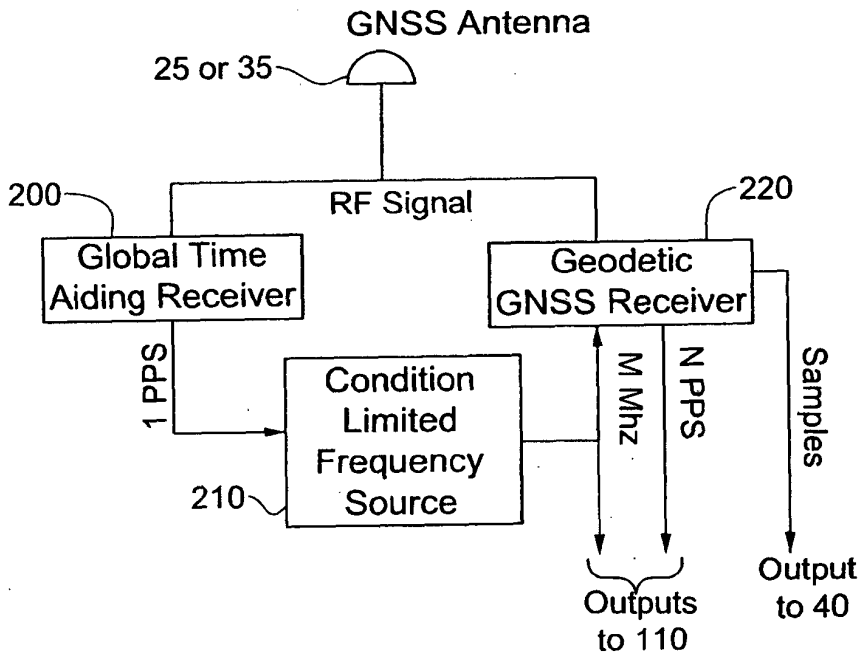 GNSS Antenna
25 or 35
200
RF Signal
220
Global Time
Aiding Receiver
Geodetic
GNSS Receiver
1 PPS
Condition
Limited
Frequency
Source
M Mhz
N PPS
Samples
210
Outputs
to 110
Output
to 40